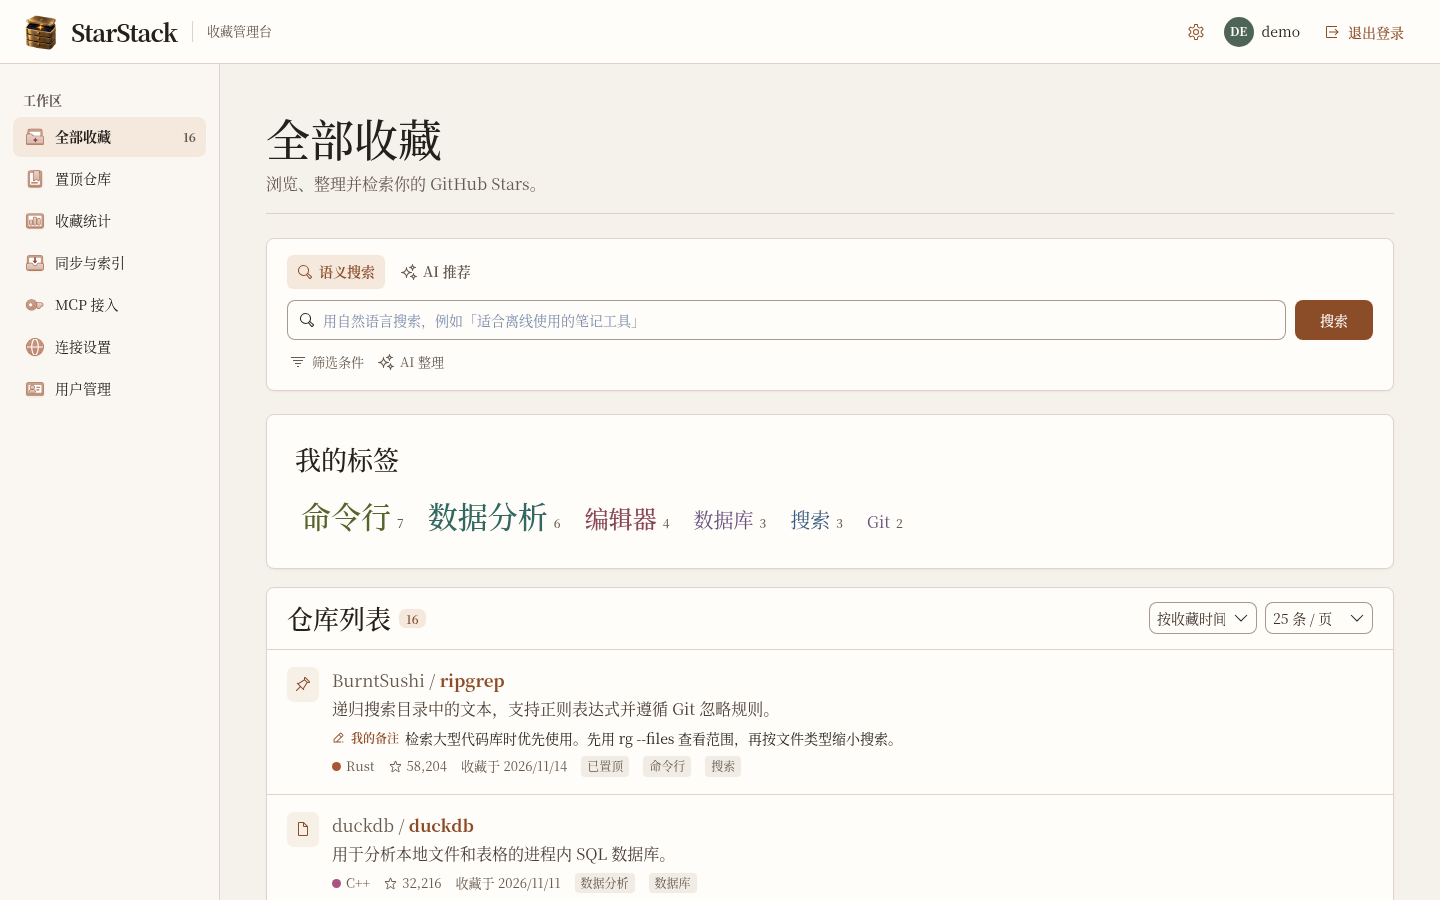 StarStack
收藏管理台
DE demo
退出登录
工作区
全部收藏 16
置顶仓库
收藏统计
同步与索引
MCP 接入
连接设置
用户管理
全部收藏
浏览、整理并检索你的 GitHub Stars。
语义搜索 AI 推荐
用自然语言搜索，例如「适合离线使用的笔记工具」
搜索
筛选条件 AI 整理
我的标签
命令行 7 数据分析 6 编辑器 4 数据库 3 搜索 3 Git 2
仓库列表 16
按收藏时间 25 条 / 页
BurntSushi / ripgrep
递归搜索目录中的文本，支持正则表达式并遵循 Git 忽略规则。
我的备注 检索大型代码库时优先使用。先用 rg --files 查看范围，再按文件类型缩小搜索。
Rust 58,204 收藏于 2026/11/14 已置顶 命令行 搜索
duckdb / duckdb
用于分析本地文件和表格的进程内 SQL 数据库。
C++ 32,216 收藏于 2026/11/11 数据分析 数据库